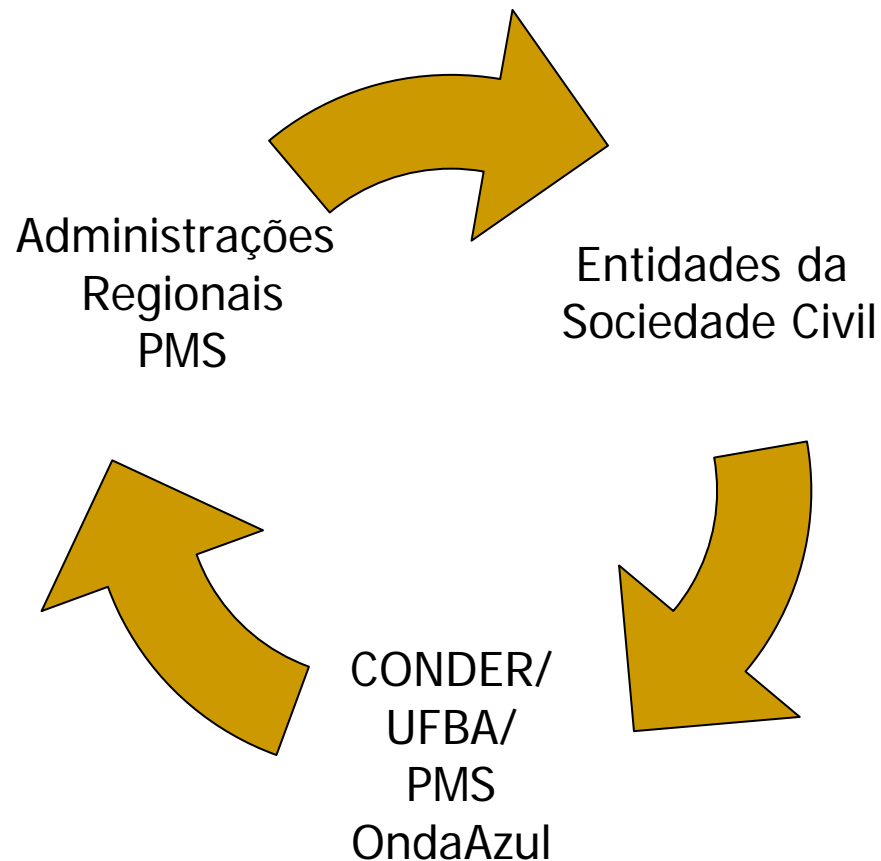 Administrações
Regionais
PMS
Entidades da
Sociedade Civil
CONDER/
UFBA/
PMS
OndaAzul